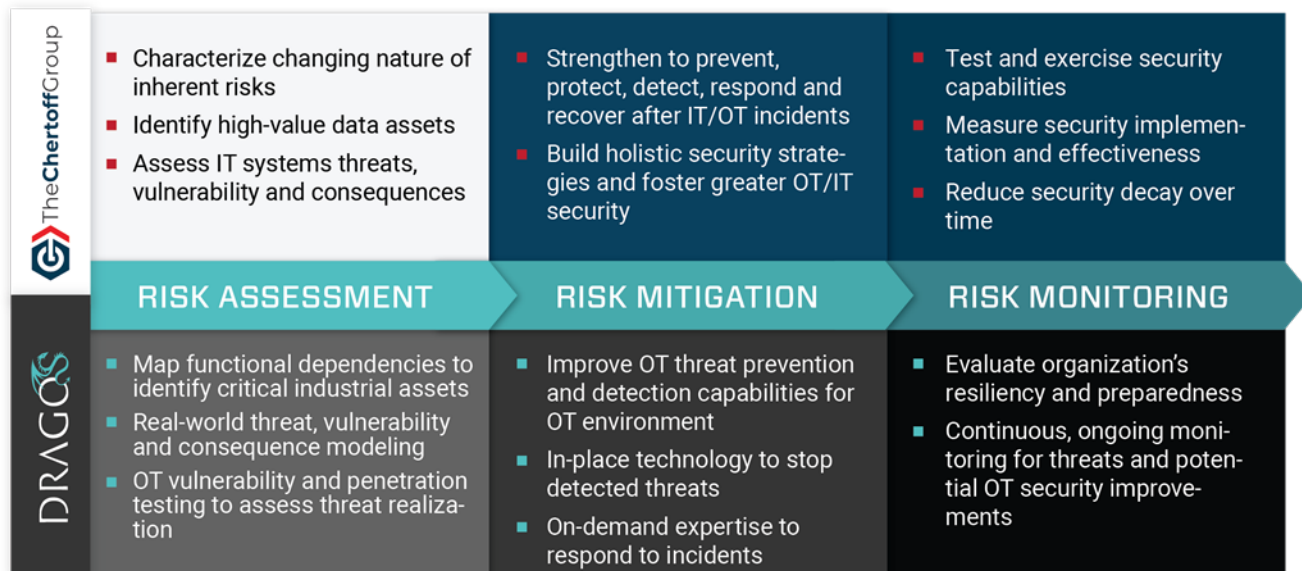 TheChertoffGroup
■ Characterize changing nature of
inherent risks
■ Identify high-value data assets
■ Assess IT systems threats,
vulnerability and consequences
■ Strengthen to prevent,
protect, detect, respond and
recover after IT/OT incidents
■ Build holistic security strate-
gies and foster greater OT/IT
security
■ Test and exercise security
capabilities
■ Measure security implemen-
tation and effectiveness
■ Reduce security decay over
time
RISK ASSESSMENT
RISK MITIGATION
RISK MONITORING
DRAGOS
■ Map functional dependencies to
identify critical industrial assets
■ Real-world threat, vulnerability
and consequence modeling
■ OT vulnerability and penetration
testing to assess threat realiza-
tion
■ Improve OT threat prevention
and detection capabilities for
OT environment
■ In-place technology to stop
detected threats
■ On-demand expertise to
respond to incidents
■ Evaluate organization’s
resiliency and preparedness
■ Continuous, ongoing moni-
toring for threats and poten-
tial OT security improve-
ments